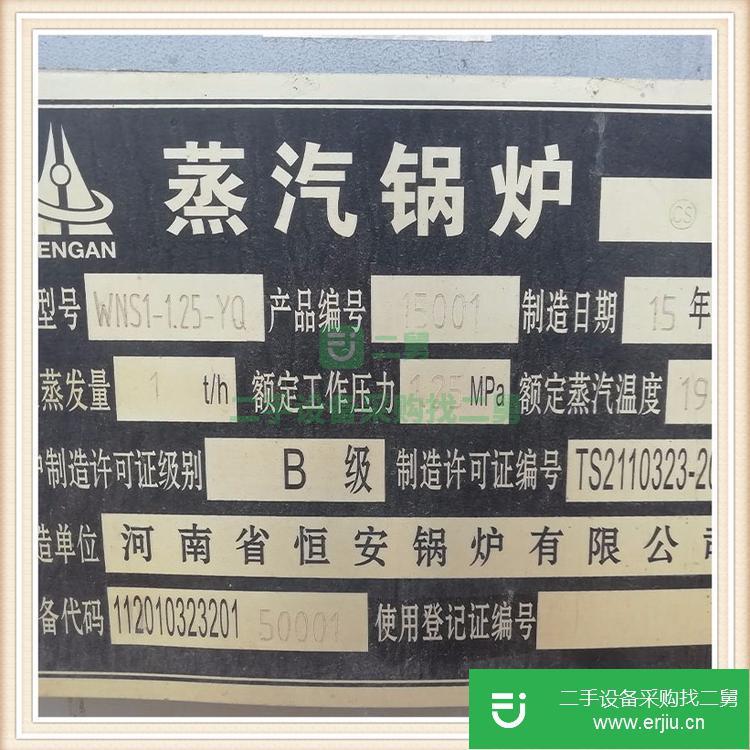 蒸汽锅炉
CS
ENGAN
型号 WNS1-1.25-YQ 产品编号 15001 制造日期 15年
二舅
蒸发量 1 t/h 额定工作压力 1.25 MPa 额定蒸汽温度 19
二手设备采购找二舅
制造许可证级别 B 级 制造许可证编号 TS2110323-20
造单位 河南省恒安锅炉有限公司
备代码 112010323201 50001 使用登记证编号
二手设备采购找二舅
www.erjiu.cn